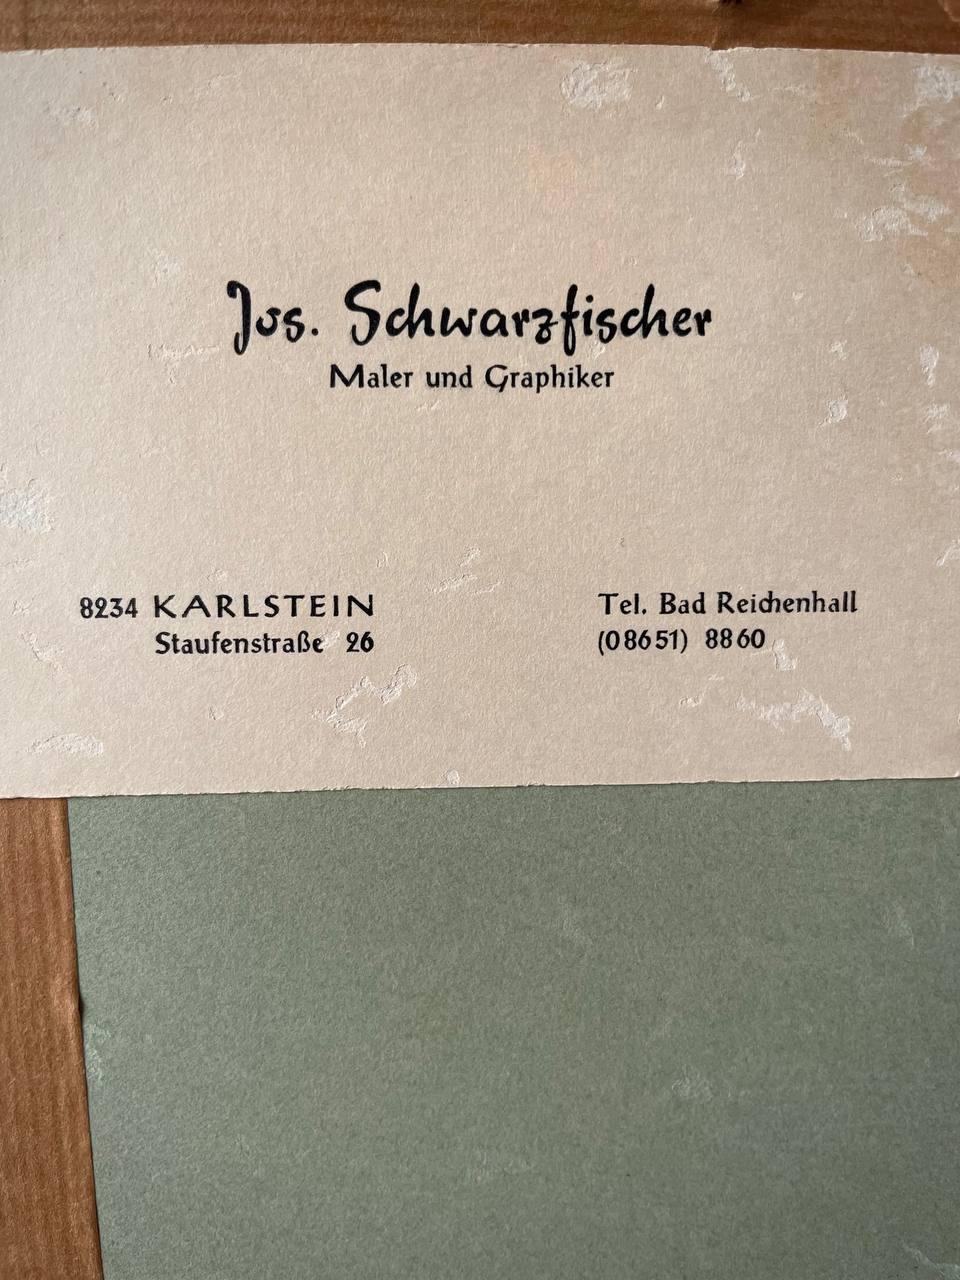 Jos. Schwarzfischer
Maler und Graphiker
8234 KARLSTEIN
Staufenstraße 26
Tel. Bad Reichenhall
(08651) 8860